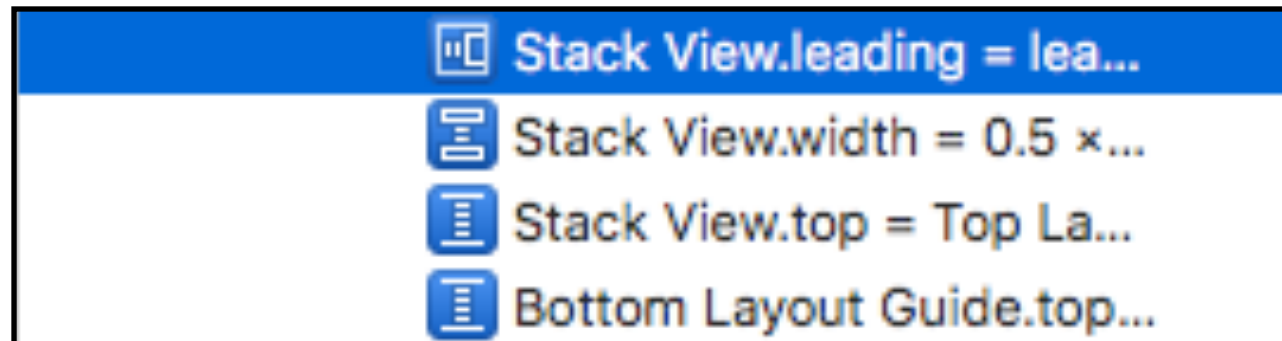 Stack View.leading = lea...
Stack View.width = 0.5 ×...
Stack View.top = Top La...
Bottom Layout Guide.top...